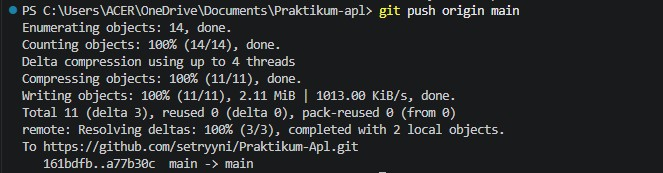 PS C:\Users\ACER\OneDrive\Documents\Praktikum-apl> git push origin main
Enumerating objects: 14, done.
Counting objects: 100% (14/14), done.
Delta compression using up to 4 threads
Compressing objects: 100% (11/11), done.
Writing objects: 100% (11/11), 2.11 MiB | 1013.00 KiB/s, done.
Total 11 (delta 3), reused 0 (delta 0), pack-reused 0 (from 0)
remote: Resolving deltas: 100% (3/3), completed with 2 local objects.
To https://github.com/setryyni/Praktikum-Apl.git
161bdfb..a77b30c  main -> main